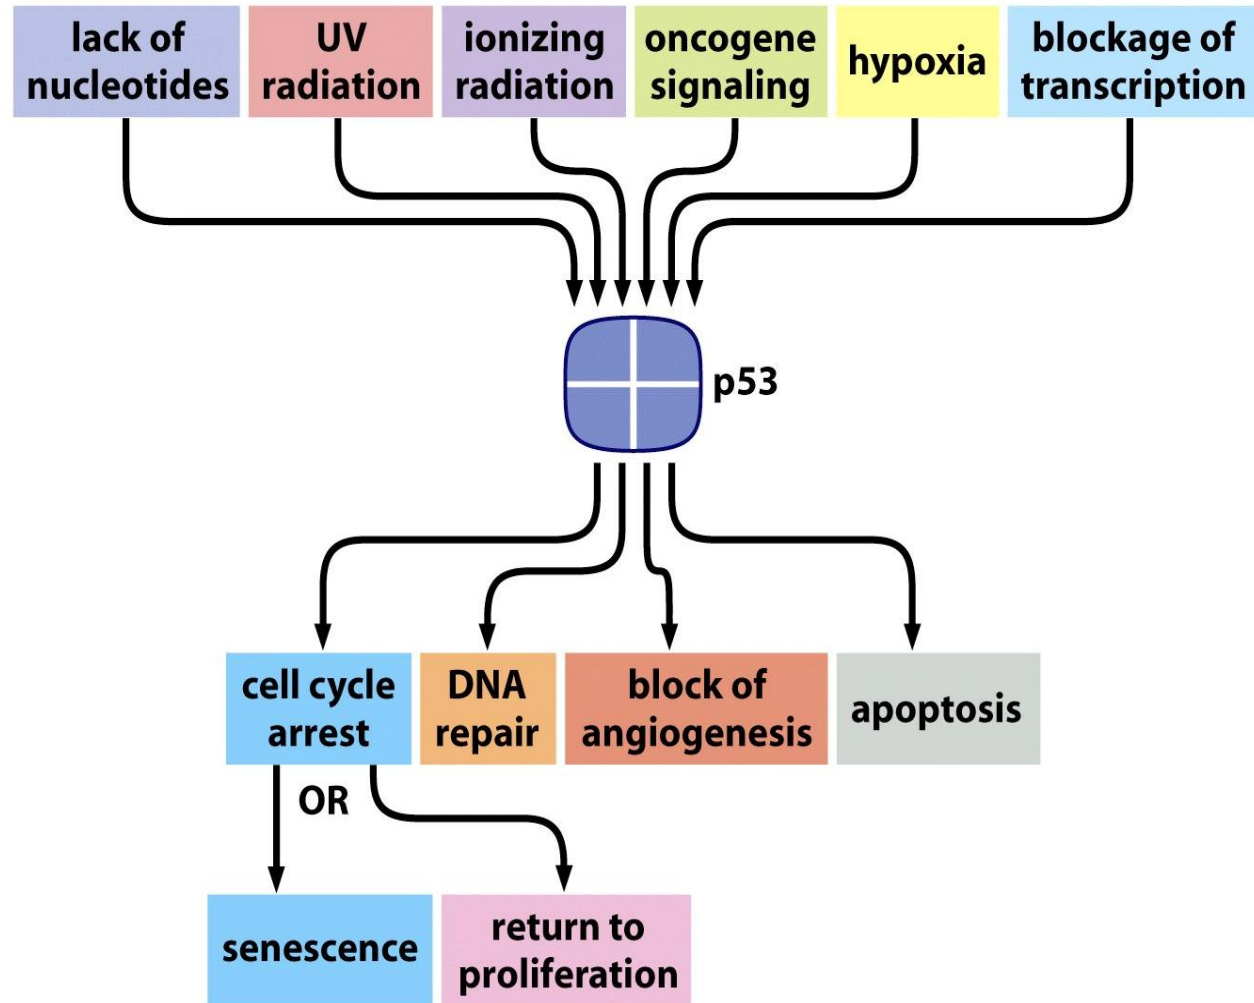 lack of
nucleotides
UV
radiation
ionizing
radiation
oncogene
signaling
hypoxia
blockage of
transcription
p53
cell cycle
arrest
DNA
repair
block of
angiogenesis
apoptosis
OR
senescence
return to
proliferation